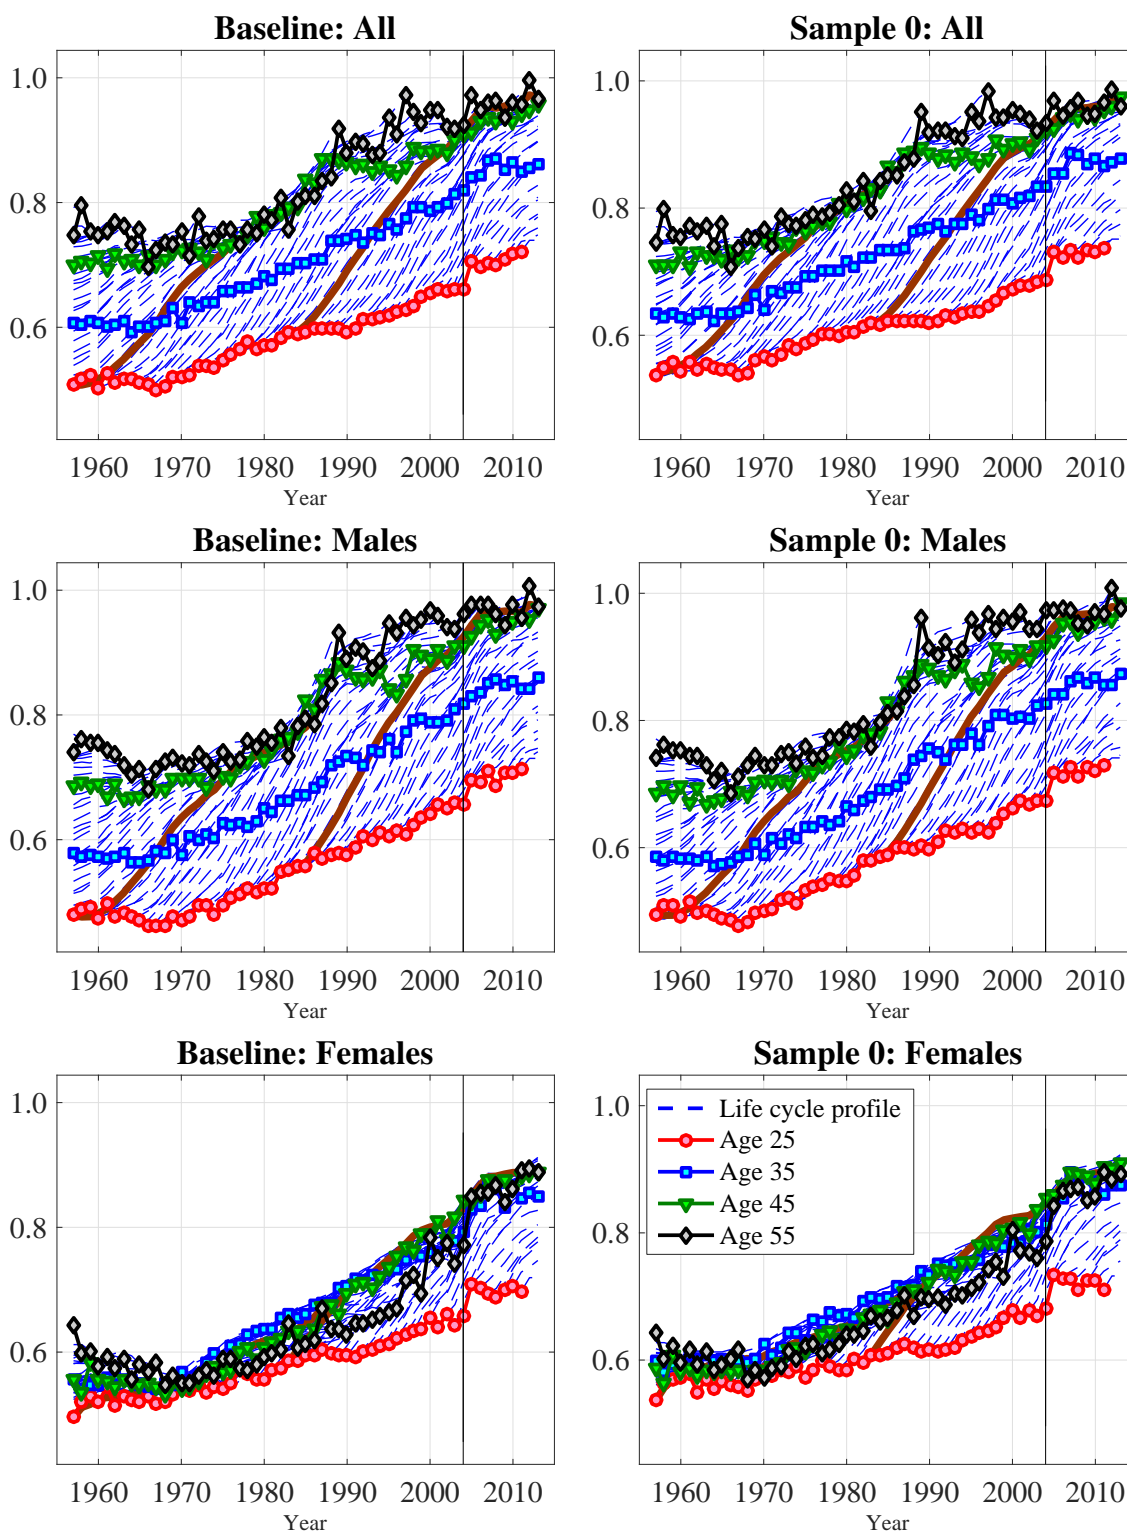 Baseline: All
1.0
0.8
0.6
1960 1970 1980 1990 2000 2010
Year
Sample 0: All
1.0
0.8
0.6
1960 1970 1980 1990 2000 2010
Year
Baseline: Males
1.0
0.8
0.6
1960 1970 1980 1990 2000 2010
Year
Sample 0: Males
1.0
0.8
0.6
1960 1970 1980 1990 2000 2010
Year
Baseline: Females
1.0
0.8
0.6
1960 1970 1980 1990 2000 2010
Year
Sample 0: Females
1.0
0.8
0.6
Life cycle profile
Age 25
Age 35
Age 45
Age 55
1960 1970 1980 1990 2000 2010
Year